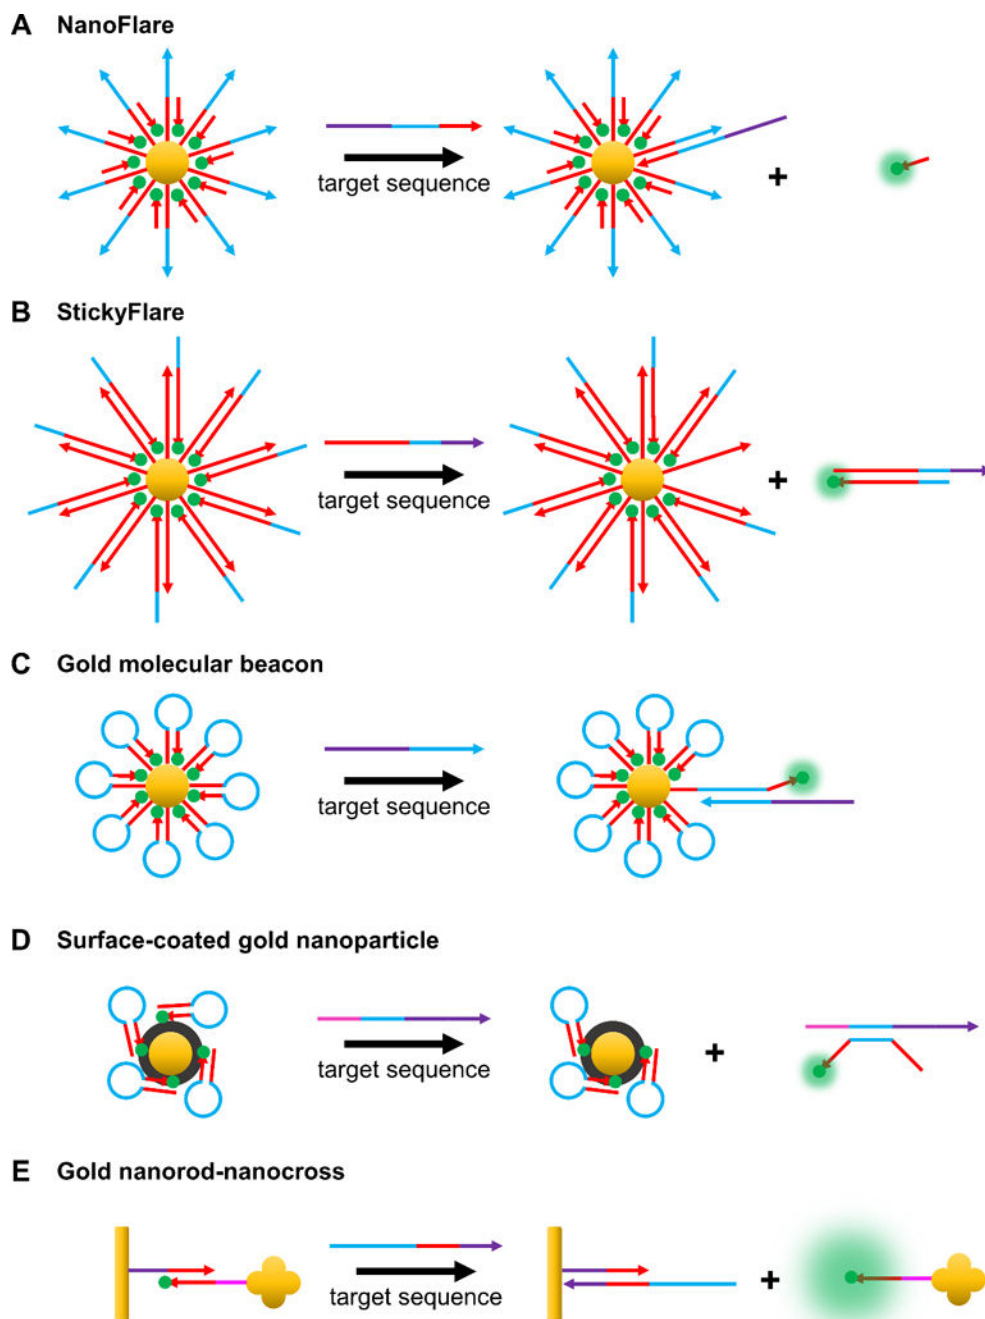 A NanoFlare
target sequence
+
B StickyFlare
target sequence
+
C Gold molecular beacon
target sequence
D Surface-coated gold nanoparticle
target sequence
+
E Gold nanorod-nanocross
target sequence
+